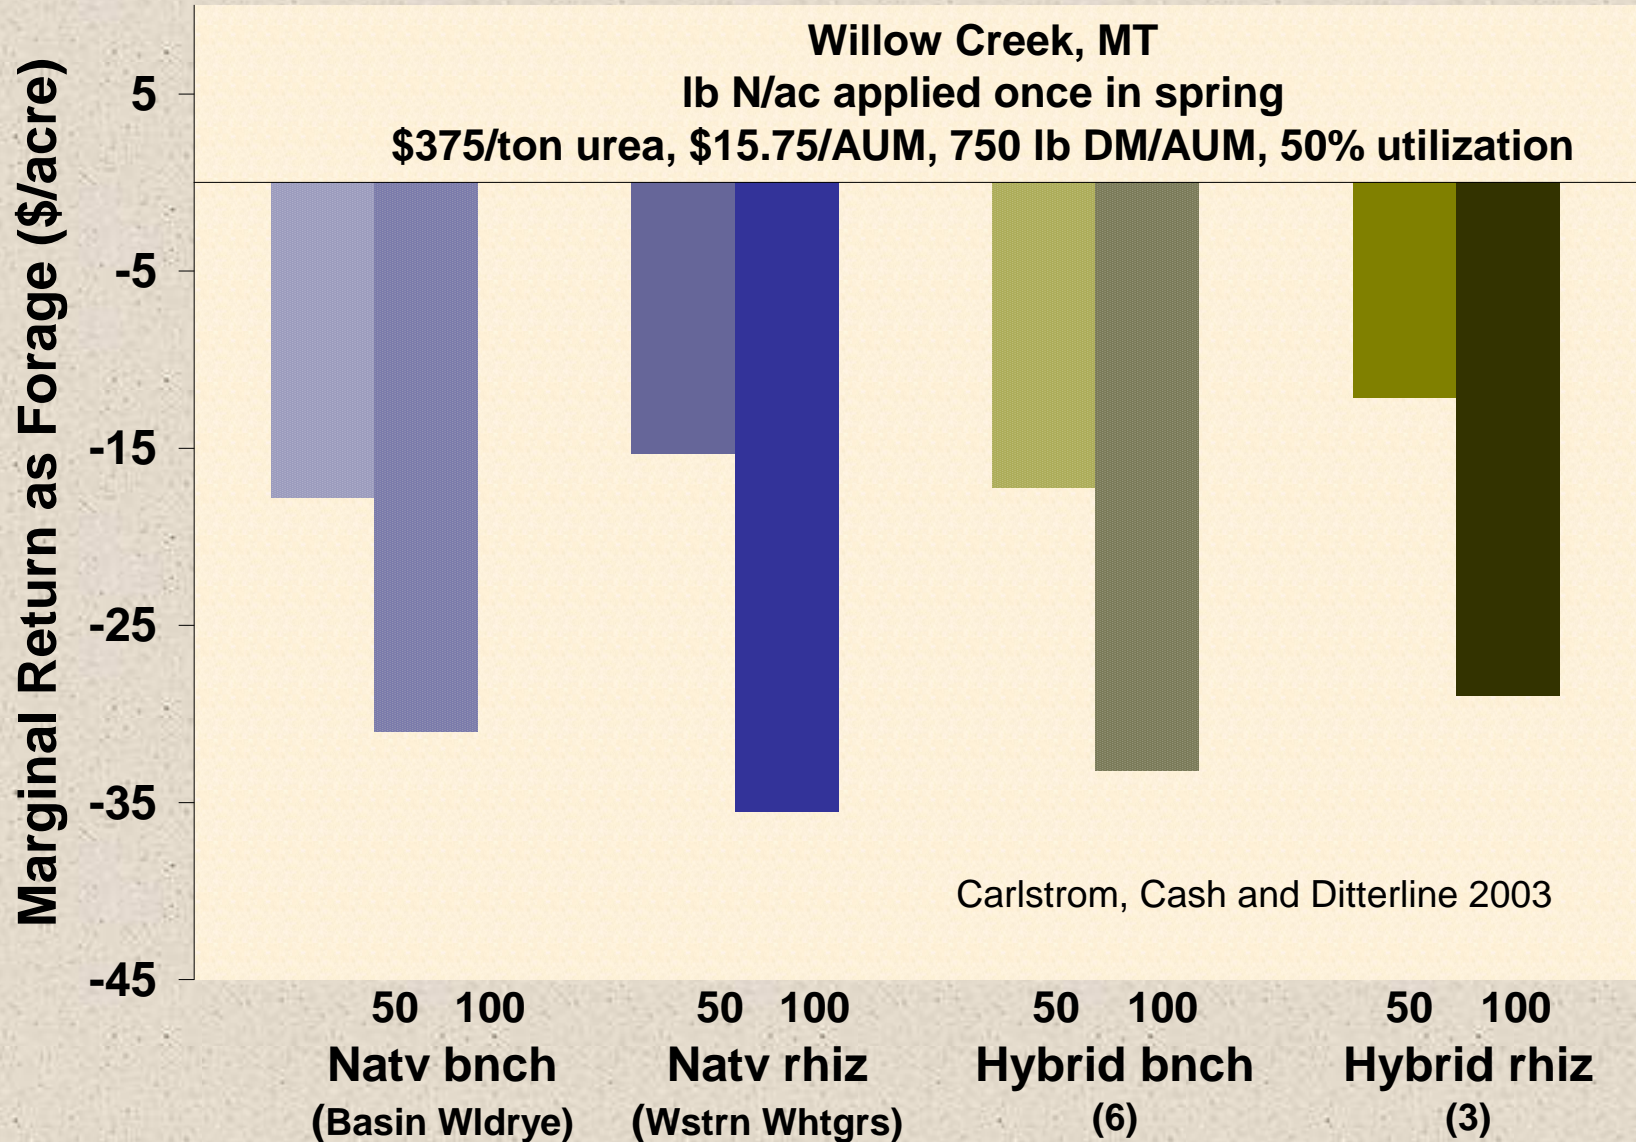 Willow Creek, MT
lb N/ac applied once in spring
$375/ton urea, $15.75/AUM, 750 lb DM/AUM, 50% utilization
Marginal Return as Forage ($/acre)
5
-5
-15
-25
-35
-45
Carlstrom, Cash and Ditterline 2003
50 100 50 100 50 100 50 100
Natv bnch Natv rhiz Hybrid bnch Hybrid rhiz
(Basin Wldrye) (Wstrn Whtgrs) (6) (3)